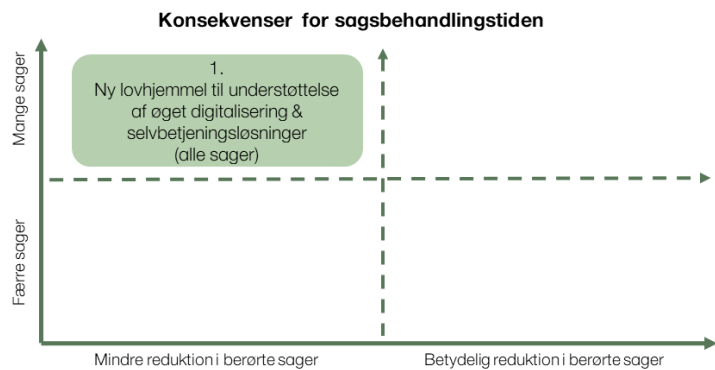 Konsekvenser for sagsbehandlingstiden
Mange sager
1.
Ny lovhjemmel til understøttelse
af øget digitalisering &
selvbetjeningsløsninger
(alle sager)
Færre sager
Mindre reduktion i berørte sager
Betydelig reduktion i berørte sager